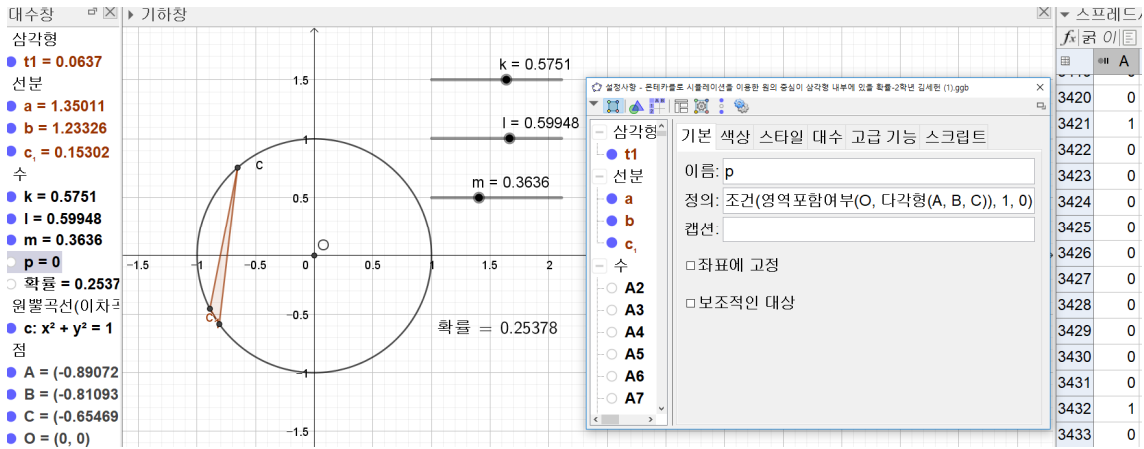 대수창
삼각형
t1 = 0.0637
선분
a = 1.35011
b = 1.23326
c₁ = 0.15302
수
k = 0.5751
l = 0.59948
m = 0.3636
p = 0
확률 = 0.2537
원뿔곡선(이차곡
c: x² + y² = 1
점
A = (-0.89072
B = (-0.81093
C = (-0.65469
O = (0, 0)
기하창
k = 0.5751
l = 0.59948
m = 0.3636
1.5
1
0.5
-0.5
-1
-1.5
-1.5
-1
-0.5
0
0.5
1
1.5
2
c
O
c
확률 = 0.25378
설정사항 - 몬테카를로 시뮬레이션을 이용한 원의 중심이 삼각형 내부에 있을 확률-2학년 김세헌 (1).ggb
삼각형
t1
선분
a
b
c₁
수
A2
A3
A4
A5
A6
A7
기본 색상 스타일 대수 고급 기능 스크립트
이름: p
정의: 조건(영역포함여부(O, 다각형(A, B, C)), 1, 0)
캡션:
좌표에 고정
보조적인 대상
스프레드
fx 굵 이
A
3420 0
3421 1
3422 0
3423 0
3424 0
3425 0
3426 0
3427 0
3428 0
3429 0
3430 0
3431 0
3432 1
3433 0